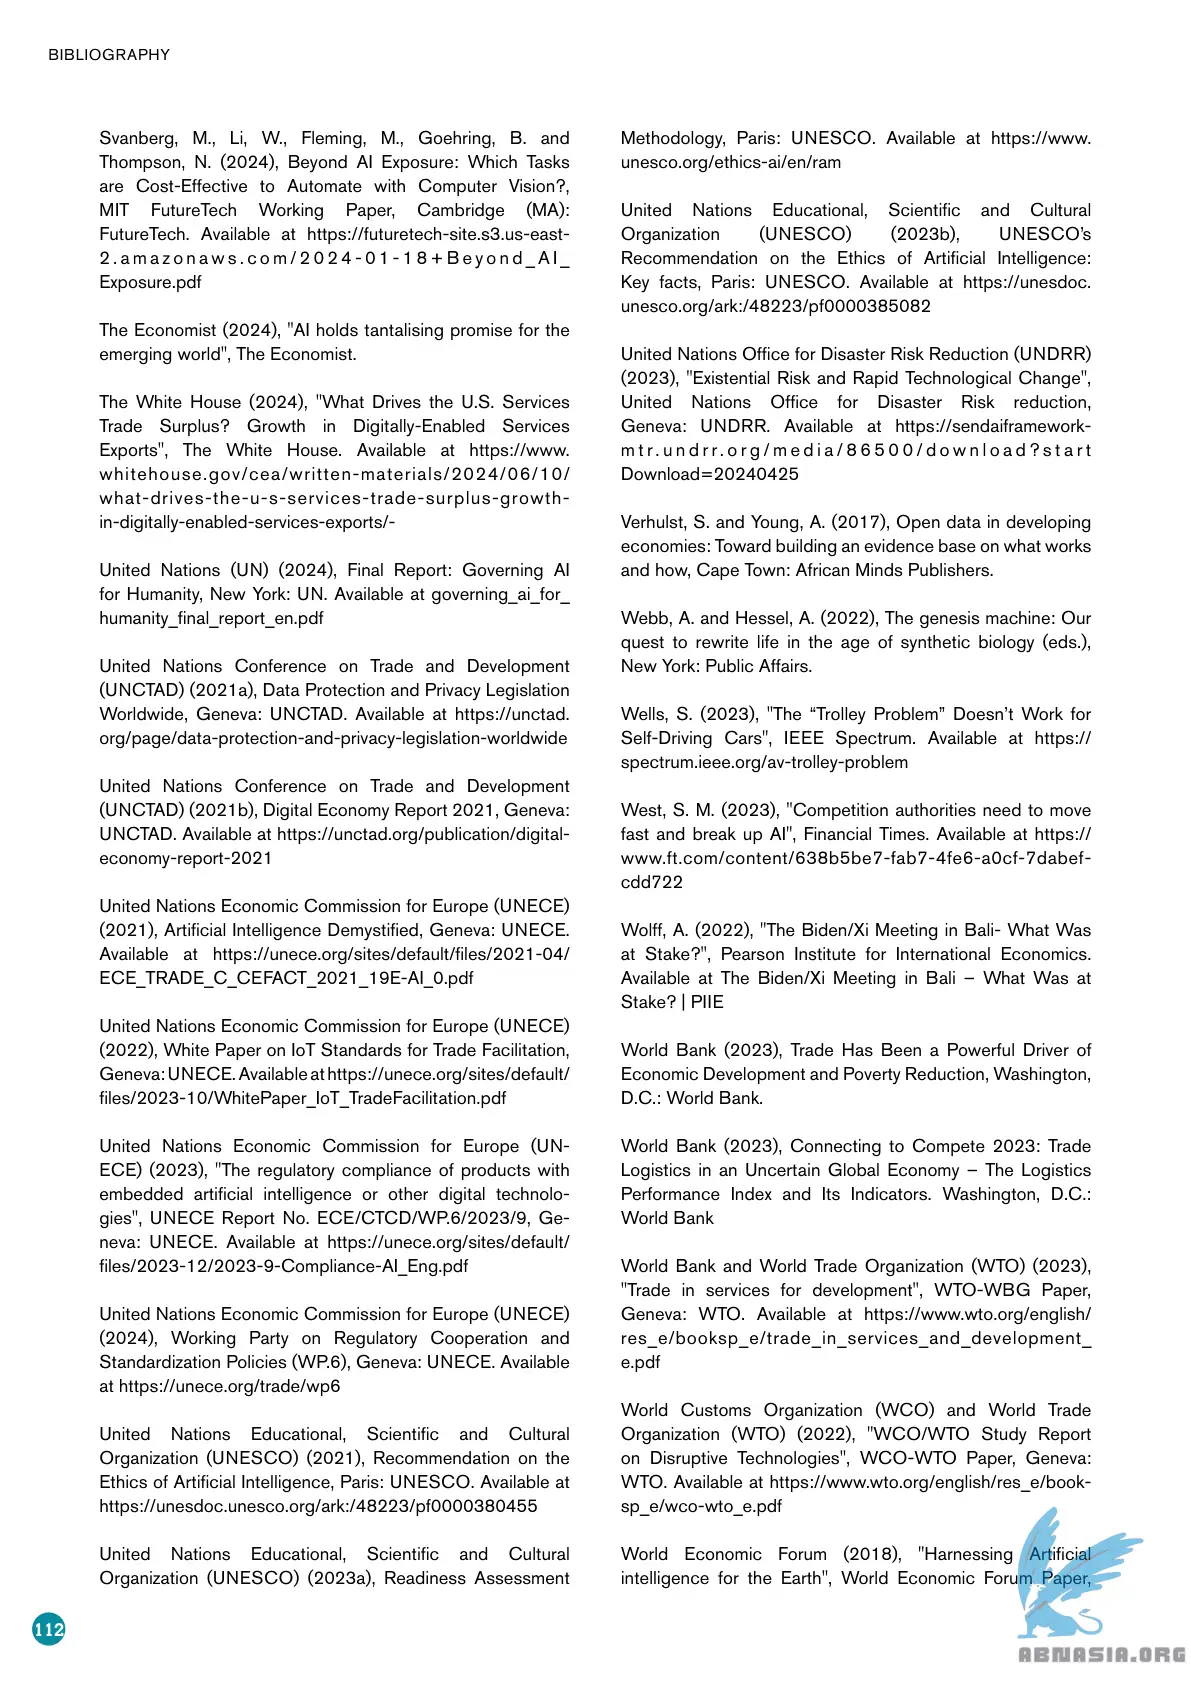 BIBLIOGRAPHY
Svanberg, M., Li, W., Fleming, M., Goehring, B. and
Thompson, N. (2024), Beyond AI Exposure: Which Tasks
are Cost-Effective to Automate with Computer Vision?,
MIT FutureTech Working Paper, Cambridge (MA):
FutureTech. Available at https://futuretech-site.s3.us-east-
2.amazonaws.com/2024-01-18+Beyond_AI_
Exposure.pdf
The Economist (2024), "AI holds tantalising promise for the
emerging world", The Economist.
The White House (2024), "What Drives the U.S. Services
Trade Surplus? Growth in Digitally-Enabled Services
Exports", The White House. Available at https://www.
whitehouse.gov/cea/written-materials/2024/06/10/
what-drives-the-u-s-services-trade-surplus-growth-
in-digitally-enabled-services-exports/-
United Nations (UN) (2024), Final Report: Governing AI
for Humanity, New York: UN. Available at governing_ai_for_
humanity_final_report_en.pdf
United Nations Conference on Trade and Development
(UNCTAD) (2021a), Data Protection and Privacy Legislation
Worldwide, Geneva: UNCTAD. Available at https://unctad.
org/page/data-protection-and-privacy-legislation-worldwide
United Nations Conference on Trade and Development
(UNCTAD) (2021b), Digital Economy Report 2021, Geneva:
UNCTAD. Available at https://unctad.org/publication/digital-
economy-report-2021
United Nations Economic Commission for Europe (UNECE)
(2021), Artificial Intelligence Demystified, Geneva: UNECE.
Available at https://unece.org/sites/default/files/2021-04/
ECE_TRADE_C_CEFACT_2021_19E-AI_0.pdf
United Nations Economic Commission for Europe (UNECE)
(2022), White Paper on IoT Standards for Trade Facilitation,
Geneva: UNECE. Available at https://unece.org/sites/default/
files/2023-10/WhitePaper_IoT_TradeFacilitation.pdf
United Nations Economic Commission for Europe (UN-
ECE) (2023), "The regulatory compliance of products with
embedded artificial intelligence or other digital technolo-
gies", UNECE Report No. ECE/CTCD/WP.6/2023/9, Ge-
neva: UNECE. Available at https://unece.org/sites/default/
files/2023-12/2023-9-Compliance-AI_Eng.pdf
United Nations Economic Commission for Europe (UNECE)
(2024), Working Party on Regulatory Cooperation and
Standardization Policies (WP.6), Geneva: UNECE. Available
at https://unece.org/trade/wp6
United Nations Educational, Scientific and Cultural
Organization (UNESCO) (2021), Recommendation on the
Ethics of Artificial Intelligence, Paris: UNESCO. Available at
https://unesdoc.unesco.org/ark:/48223/pf0000380455
United Nations Educational, Scientific and Cultural
Organization (UNESCO) (2023a), Readiness Assessment
Methodology, Paris: UNESCO. Available at https://www.
unesco.org/ethics-ai/en/ram
United Nations Educational, Scientific and Cultural
Organization (UNESCO) (2023b), UNESCO’s
Recommendation on the Ethics of Artificial Intelligence:
Key facts, Paris: UNESCO. Available at https://unesdoc.
unesco.org/ark:/48223/pf0000385082
United Nations Office for Disaster Risk Reduction (UNDRR)
(2023), "Existential Risk and Rapid Technological Change",
United Nations Office for Disaster Risk reduction,
Geneva: UNDRR. Available at https://sendaiframework-
mtr.undrr.org/media/86500/download?start
Download=20240425
Verhulst, S. and Young, A. (2017), Open data in developing
economies: Toward building an evidence base on what works
and how, Cape Town: African Minds Publishers.
Webb, A. and Hessel, A. (2022), The genesis machine: Our
quest to rewrite life in the age of synthetic biology (eds.),
New York: Public Affairs.
Wells, S. (2023), "The “Trolley Problem” Doesn’t Work for
Self-Driving Cars", IEEE Spectrum. Available at https://
spectrum.ieee.org/av-trolley-problem
West, S. M. (2023), "Competition authorities need to move
fast and break up AI", Financial Times. Available at https://
www.ft.com/content/638b5be7-fab7-4fe6-a0cf-7dabef-
cdd722
Wolff, A. (2022), "The Biden/Xi Meeting in Bali- What Was
at Stake?", Pearson Institute for International Economics.
Available at The Biden/Xi Meeting in Bali – What Was at
Stake? | PIIE
World Bank (2023), Trade Has Been a Powerful Driver of
Economic Development and Poverty Reduction, Washington,
D.C.: World Bank.
World Bank (2023), Connecting to Compete 2023: Trade
Logistics in an Uncertain Global Economy – The Logistics
Performance Index and Its Indicators. Washington, D.C.:
World Bank
World Bank and World Trade Organization (WTO) (2023),
"Trade in services for development", WTO-WBG Paper,
Geneva: WTO. Available at https://www.wto.org/english/
res_e/booksp_e/trade_in_services_and_development_
e.pdf
World Customs Organization (WCO) and World Trade
Organization (WTO) (2022), "WCO/WTO Study Report
on Disruptive Technologies", WCO-WTO Paper, Geneva:
WTO. Available at https://www.wto.org/english/res_e/book-
sp_e/wco-wto_e.pdf
World Economic Forum (2018), "Harnessing Artificial
intelligence for the Earth", World Economic Forum Paper,
112
ABNASIA.ORG